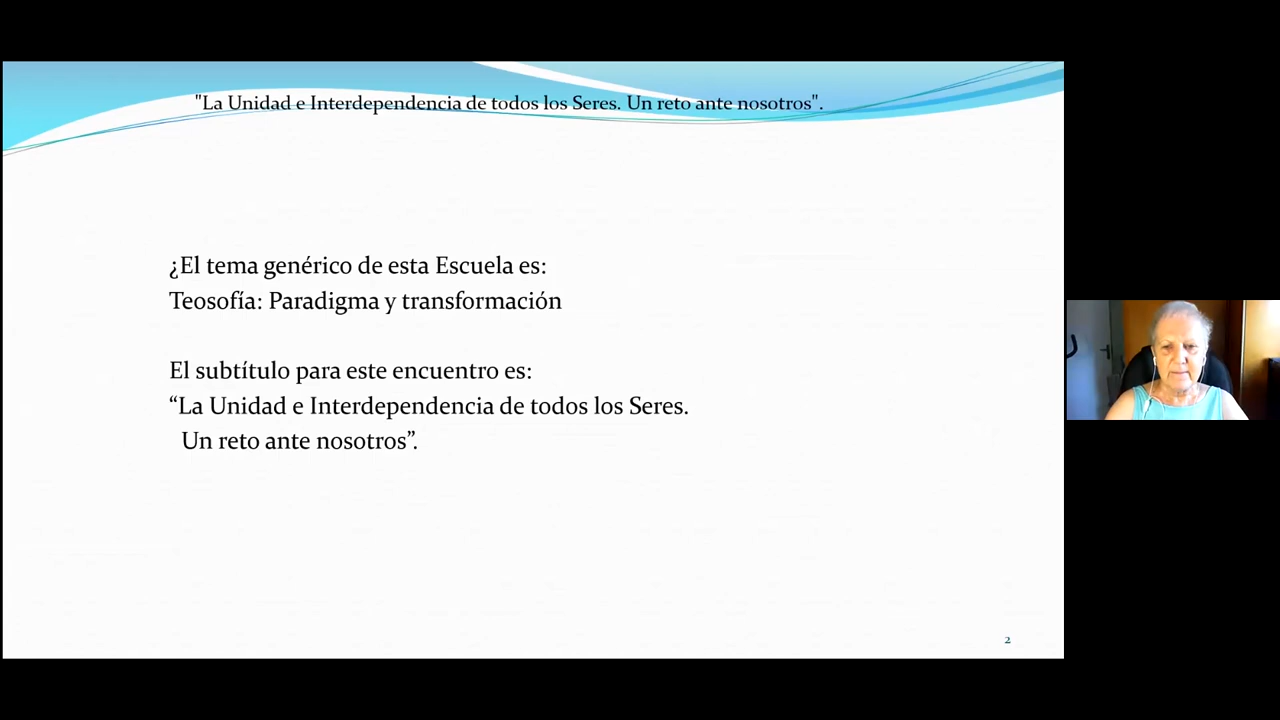 "La Unidad e Interdependencia de todos los Seres. Un reto ante nosotros".
¿El tema genérico de esta Escuela es:
Teosofía: Paradigma y transformación
El subtítulo para este encuentro es:
“La Unidad e Interdependencia de todos los Seres.
Un reto ante nosotros”.
2